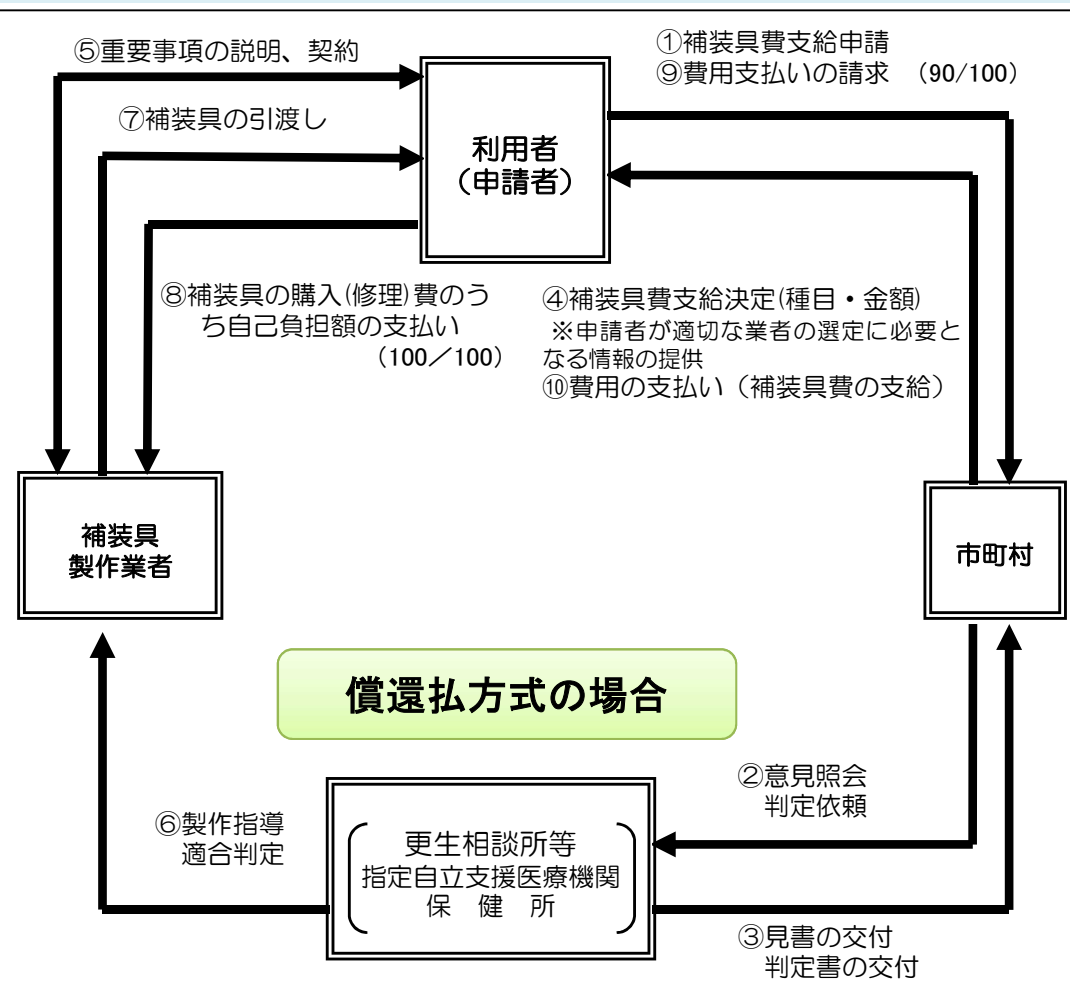 ⑤重要事項の説明、契約
①補装具費支給申請
⑨費用支払いの請求 （90/100）
⑦補装具の引渡し
利用者
（申請者）
⑧補装具の購入(修理)費のう
ち自己負担額の支払い
（100／100）
④補装具費支給決定(種目・金額)
※申請者が適切な業者の選定に必要と
なる情報の提供
⑩費用の支払い（補装具費の支給）
補装具
製作業者
市町村
償還払方式の場合
②意見照会
判定依頼
⑥製作指導
適合判定
更生相談所等
指定自立支援医療機関
保 健 所
③見書の交付
判定書の交付